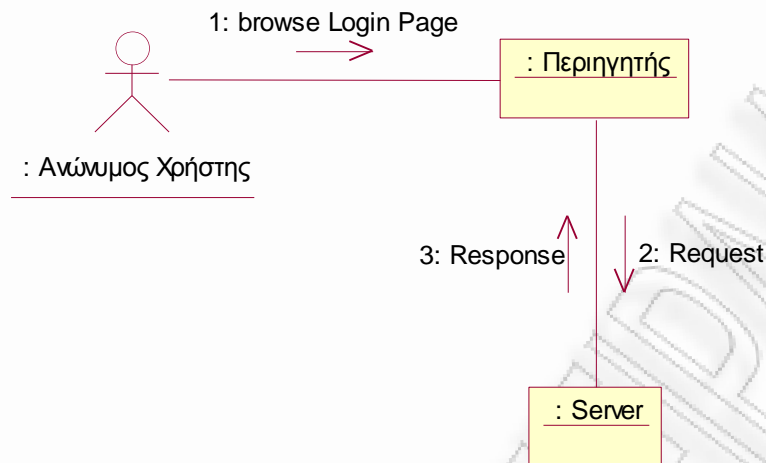 1: browse Login Page
: Περιηγητής
: Ανώνυμος Χρήστης
3: Response
2: Request
: Server